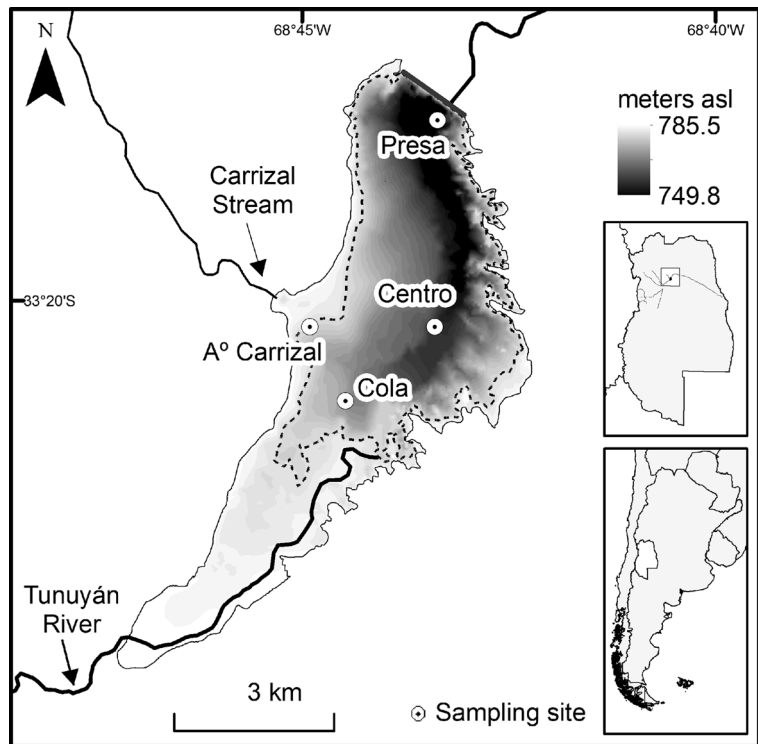 68°45'W
68°40'W
N
meters asl
785.5
749.8
Presa
Carrizal
Stream
33°20'S
Centro
Aº Carrizal
Cola
Tunuyán
River
3 km
Sampling site